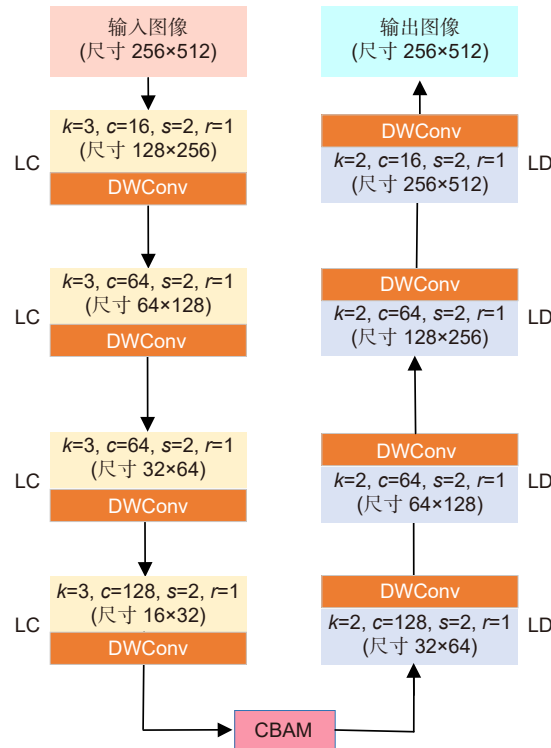 输入图像
(尺寸 256×512)
LC
k=3, c=16, s=2, r=1
(尺寸 128×256)
DWConv
LC
k=3, c=64, s=2, r=1
(尺寸 64×128)
DWConv
LC
k=3, c=64, s=2, r=1
(尺寸 32×64)
DWConv
LC
k=3, c=128, s=2, r=1
(尺寸 16×32)
DWConv
CBAM
输出图像
(尺寸 256×512)
DWConv
k=2, c=16, s=2, r=1
(尺寸 256×512)
LD
DWConv
k=2, c=64, s=2, r=1
(尺寸 128×256)
LD
DWConv
k=2, c=64, s=2, r=1
(尺寸 64×128)
LD
DWConv
k=2, c=128, s=2, r=1
(尺寸 32×64)
LD